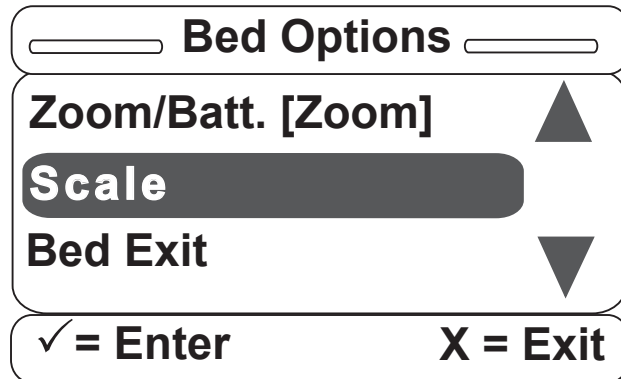 Bed Options
Zoom/Batt. [Zoom]
Scale
Bed Exit
✓= Enter X = Exit